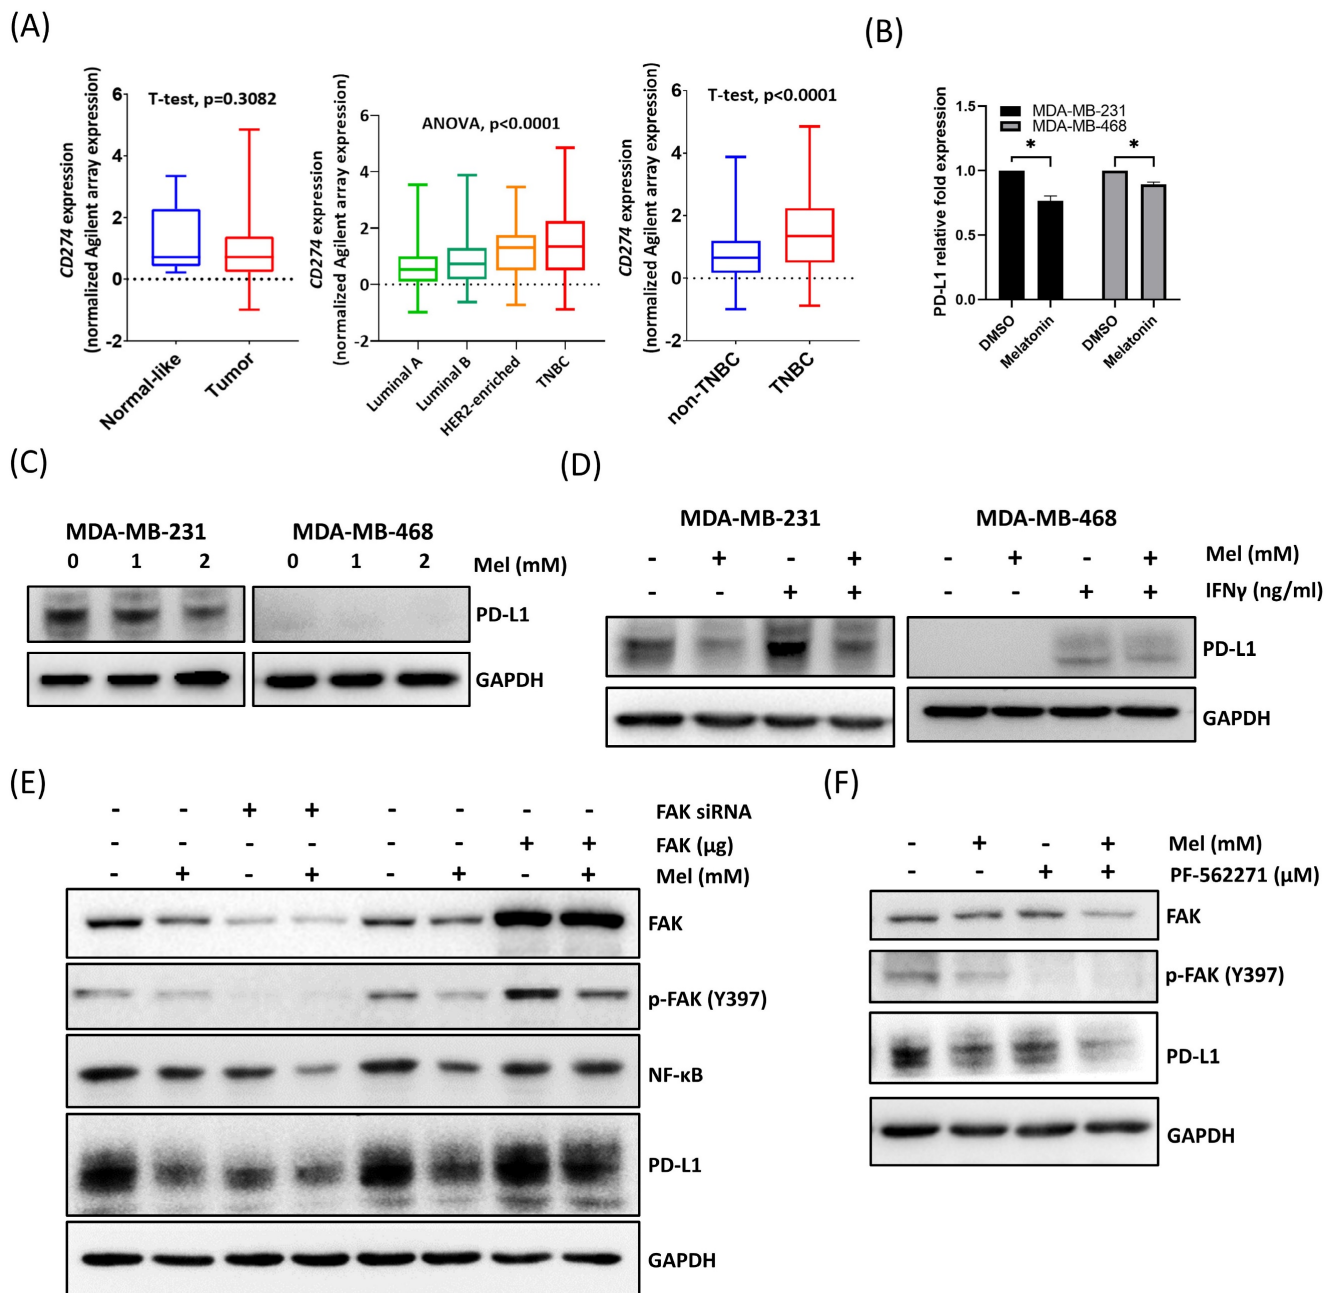 (A)
CD274 expression
(normalized Agilent array expression)
T-test, p=0.3082
6
4
2
0
-2
Normal-like
Tumor
CD274 expression
(normalized Agilent array expression)
ANOVA, p<0.0001
6
4
2
0
-2
Luminal A
Luminal B
HER2-enriched
TNBC
CD274 expression
(normalized Agilent array expression)
T-test, p<0.0001
6
4
2
0
-2
non-TNBC
TNBC
(B)
PD-L1 relative fold expression
1.5
1.0
0.5
0.0
MDA-MB-231
MDA-MB-468
* *
DMSO
Melatonin
DMSO
Melatonin
(C)
MDA-MB-231 MDA-MB-468
0 1 2 0 1 2 Mel (mM)
PD-L1
GAPDH
(D)
MDA-MB-231 MDA-MB-468
- + - + - + - + Mel (mM)
- - + + - - + + IFNγ (ng/ml)
PD-L1
GAPDH
(E)
- - + + - - - - FAK siRNA
- - - - - - + + FAK (μg)
- + - + - + - + Mel (mM)
FAK
p-FAK (Y397)
NF-κB
PD-L1
GAPDH
(F)
- + - + Mel (mM)
- - + + PF-562271 (μM)
FAK
p-FAK (Y397)
PD-L1
GAPDH